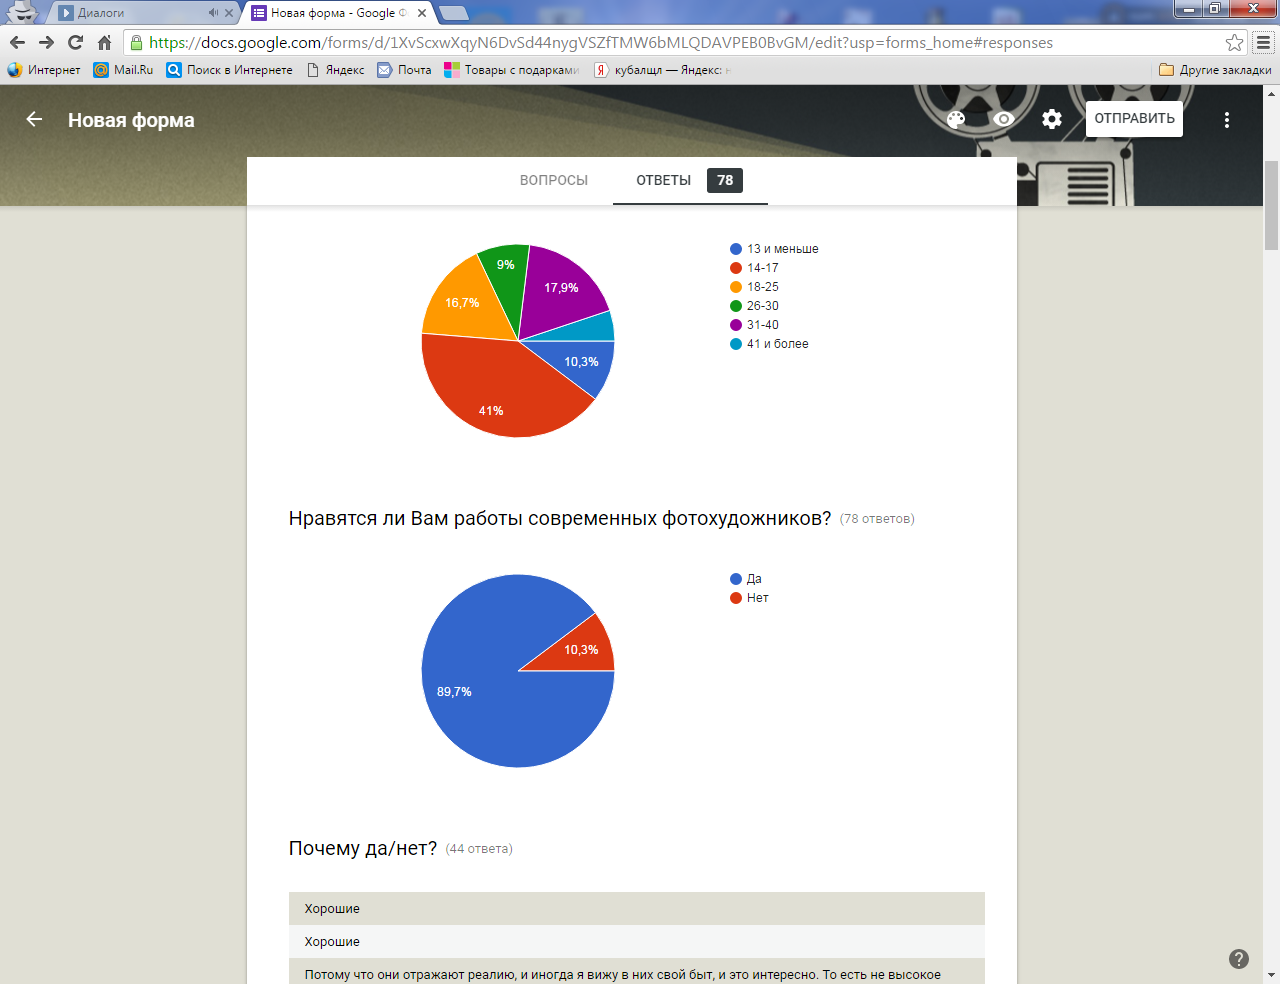 Диалоги
Новая форма - Google Ф
https://docs.google.com/forms/d/1XvScxwXqyN6DvSd44nygVSZfTMW6bMLQDAVPEB0BvGM/edit?usp=forms_home#responses
Интернет Mail.Ru Поиск в Интернете Яндекс Почта Товары с подарками кубалщл — Яндекс: Другие закладки
Новая форма
ОТПРАВИТЬ
ВОПРОСЫ ОТВЕТЫ 78
13 и меньше
14-17
18-25
26-30
31-40
41 и более
9%
17,9%
16,7%
10,3%
41%
Нравятся ли Вам работы современных фотохудожников? (78 ответов)
Да
Нет
10,3%
89,7%
Почему да/нет? (44 ответа)
Хорошие
Хорошие
Потому что они отражают реалию, и иногда я вижу в них свой быт, и это интересно. То есть не высокое
?